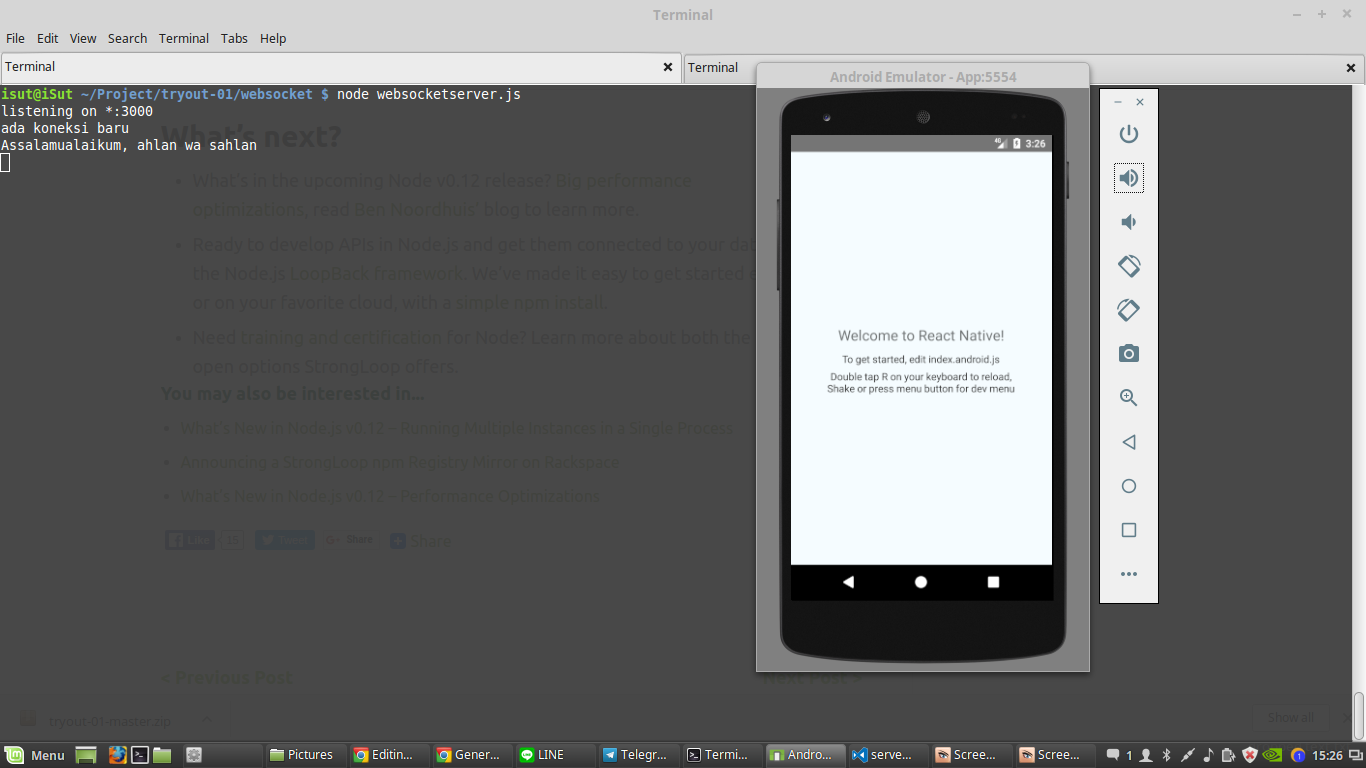 Terminal
File Edit View Search Terminal Tabs Help
Terminal
Terminal
isut@iSut ~/Project/tryout-01/websocket $ node websocketserver.js
listening on *:3000
ada koneksi baru
Assalamualaikum, ahlan wa sahlan
What's next?
• What's in the upcoming Node v0.12 release? Big performance
optimizations, read Ben Noordhuis' blog to learn more.
• Ready to develop APIs in Node.js and get them connected to your dat
the Node.js LoopBack framework. We've made it easy to get started e
or on your favorite cloud, with a simple npm install.
• Need training and certification for Node? Learn more about both the
open options StrongLoop offers.
You may also be interested in...
• What's New in Node.js v0.12 – Running Multiple Instances in a Single Process
• Announcing a StrongLoop npm Registry Mirror on Rackspace
• What's New in Node.js v0.12 – Performance Optimizations
Like 15 Tweet G+ Share Share
< Previous Post
Next Post >
tryout-01-master.zip
Show all
Android Emulator - App:5554
4G 3:26
Welcome to React Native!
To get started, edit index.android.js
Double tap R on your keyboard to reload,
Shake or press menu button for dev menu
Menu Pictures Editin... Gener... LINE Telegr... Termi... Andro... serve... Scree... Scree... 1 1 15:26